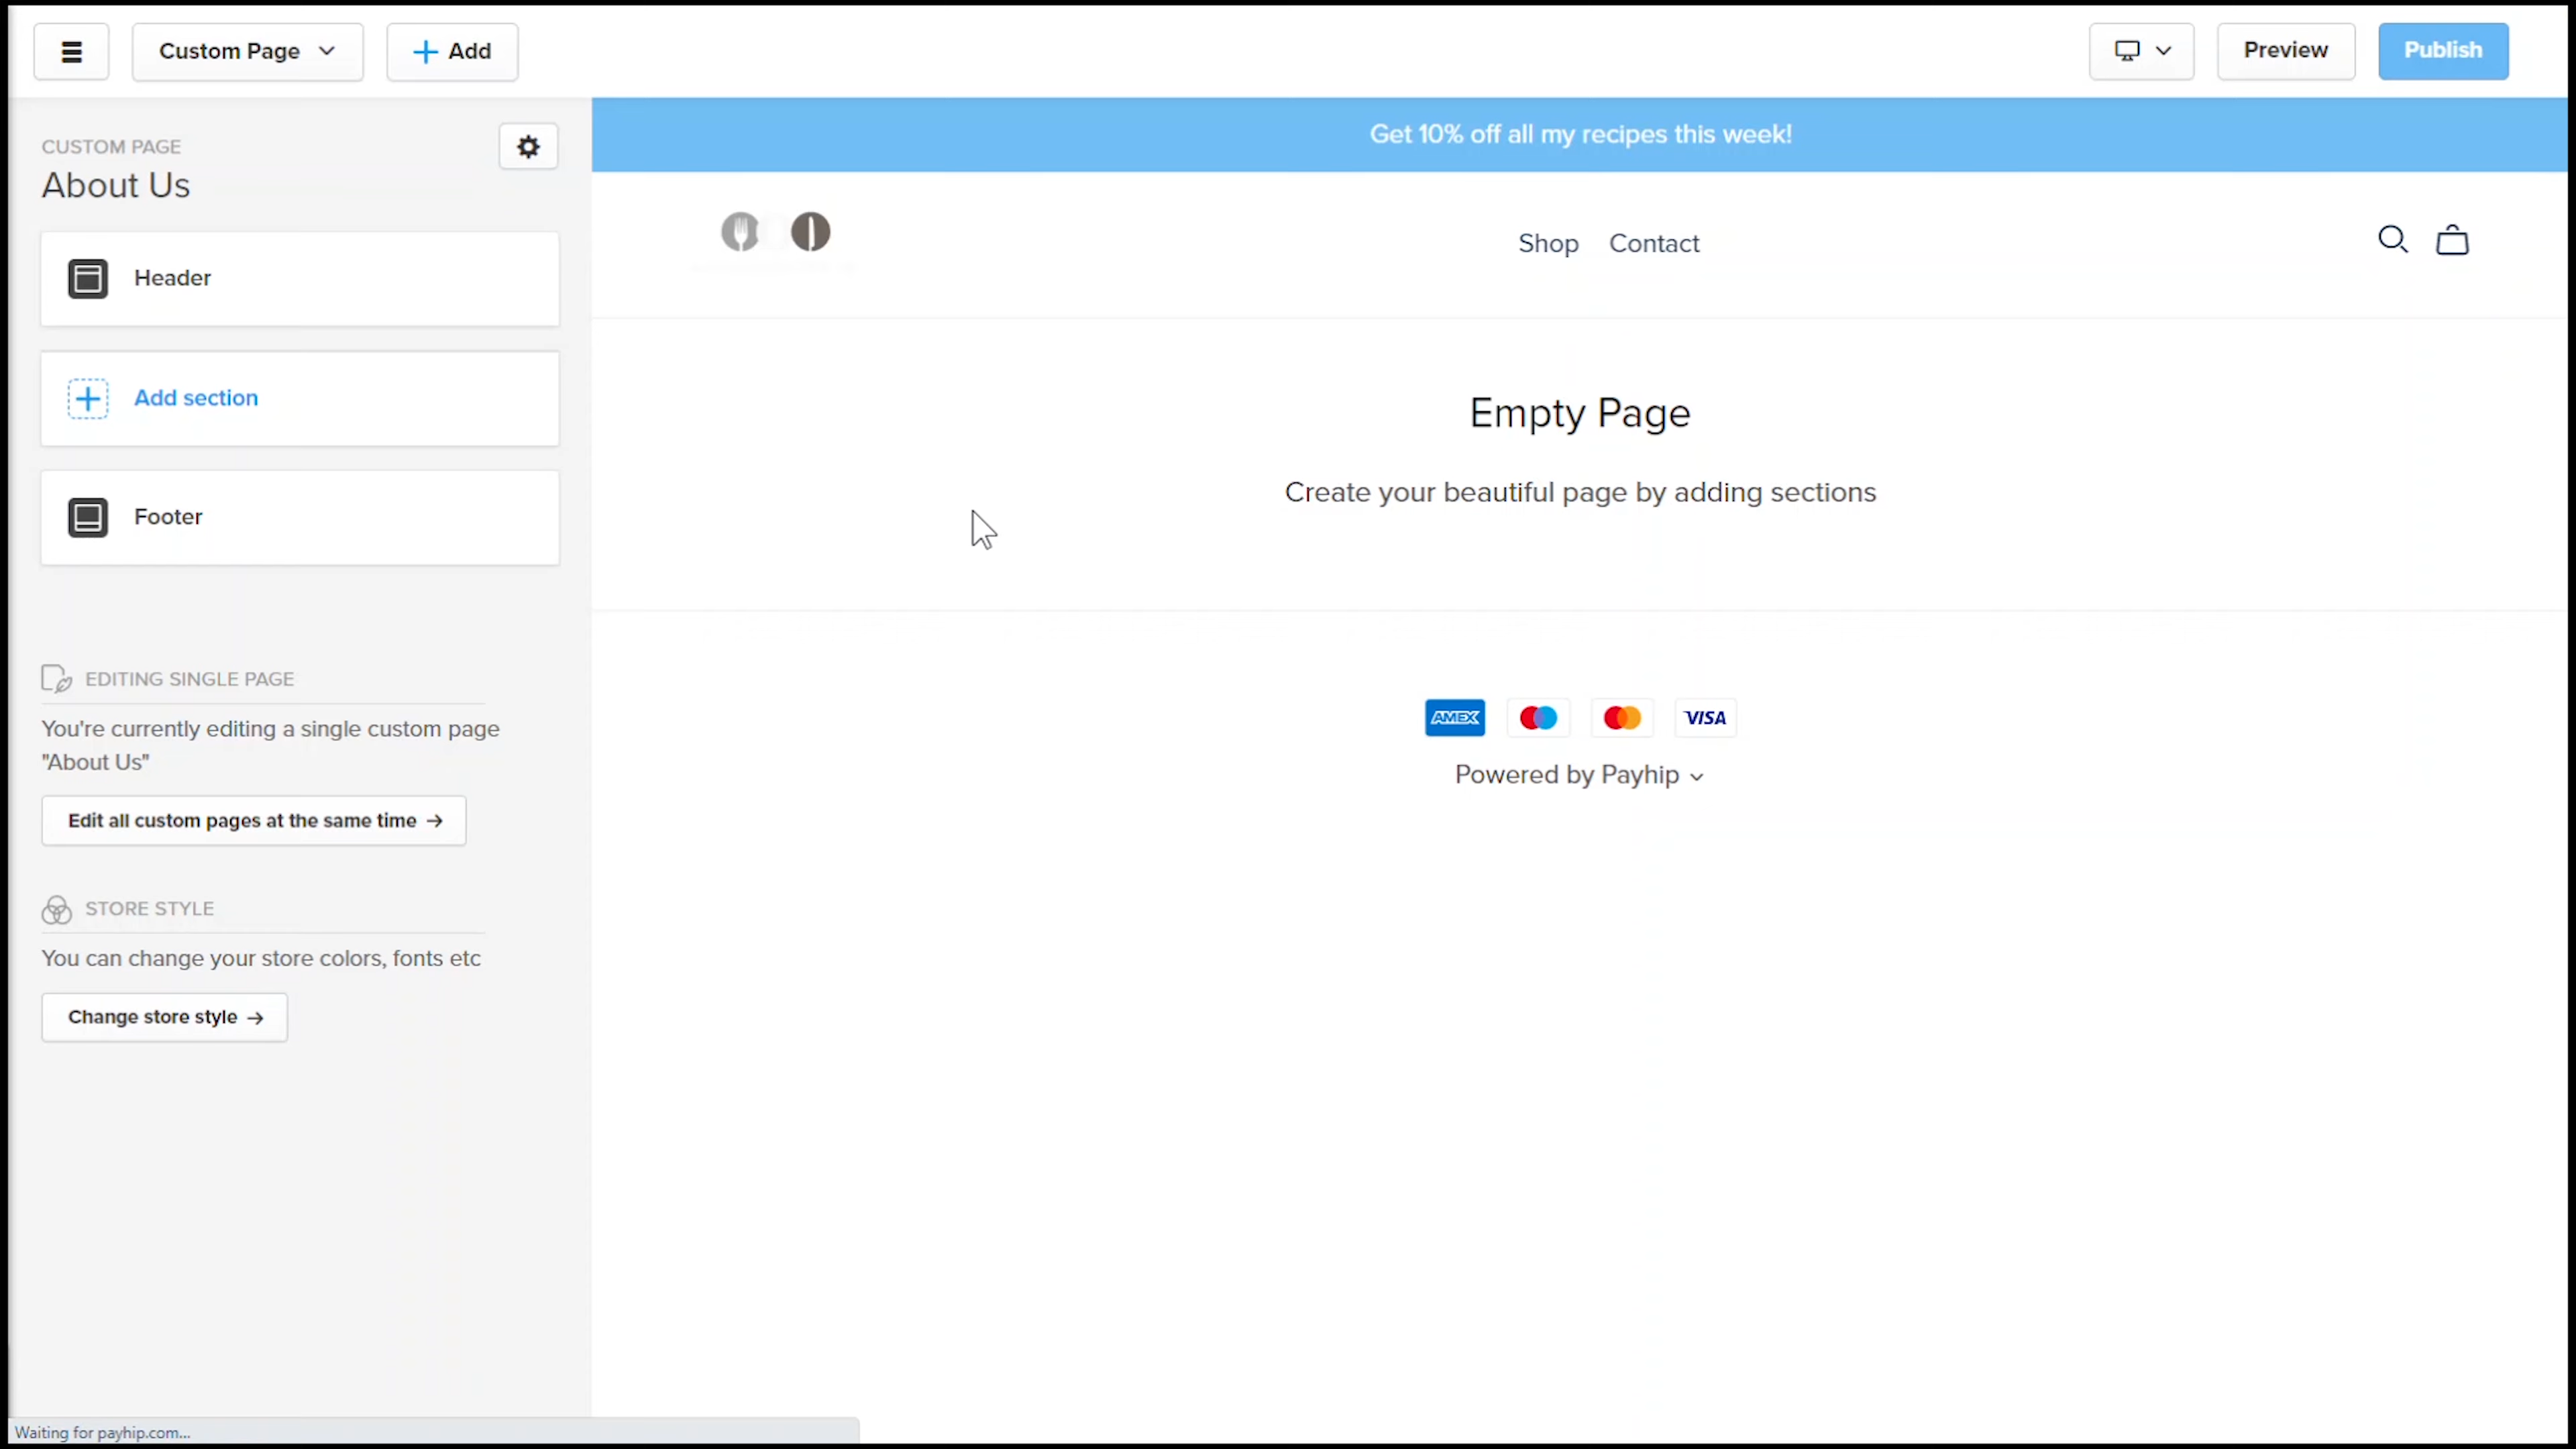 Custom Page
Add
Preview
Publish
CUSTOM PAGE
About Us
Header
Add section
Footer
EDITING SINGLE PAGE
You're currently editing a single custom page
"About Us"
Edit all custom pages at the same time →
STORE STYLE
You can change your store colors, fonts etc
Change store style →
Get 10% off all my recipes this week!
Shop Contact
Empty Page
Create your beautiful page by adding sections
AMEX VISA
Powered by Payhip
Waiting for payhip.com...